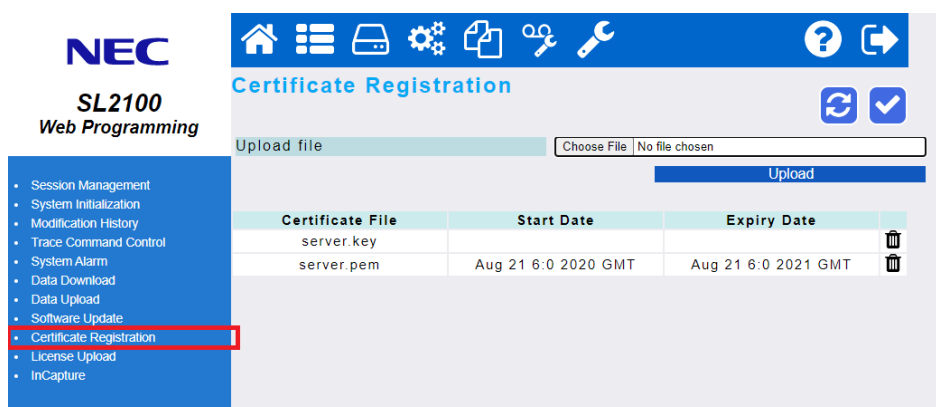 NEC
SL2100
Web Programming
Session Management
System Initialization
Modification History
Trace Command Control
System Alarm
Data Download
Data Upload
Software Update
Certificate Registration
License Upload
InCapture
Certificate Registration
Upload file Choose File No file chosen
Upload
Certificate File Start Date Expiry Date
server.key
server.pem Aug 21 6:0 2020 GMT Aug 21 6:0 2021 GMT